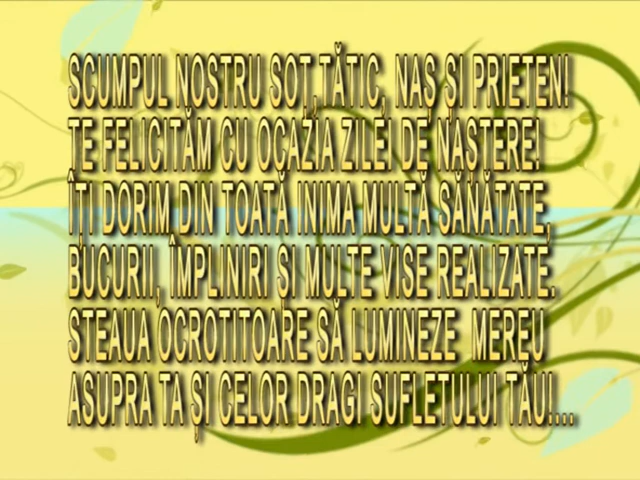 SCUMPUL NOSTRU SOȚ,TĂTIC, NAȘ ȘI PRIETEN!
TE FELICITĂM CU OCAZIA ZILEI DE NAȘTERE!
ÎȚI DORIM DIN TOATĂ INIMA MULTĂ SĂNĂTATE,
BUCURII, ÎMPLINIRI ȘI MULTE VISE REALIZATE.
STEAUA OCROTITOARE SĂ LUMINEZE MEREU
ASUPRA TA ȘI CELOR DRAGI SUFLETULUI TĂU!...